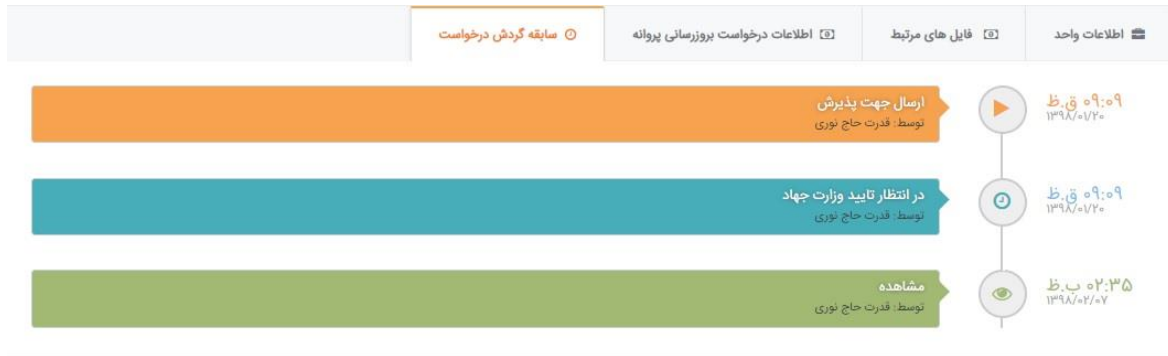 اطلاعات واحد
فایل های مرتبط
اطلاعات درخواست بروزرسانی پروانه
سابقه گردش درخواست
۰۹:۰۹ ق.ظ
۱۳۹۸/۰۱/۲۰
ارسال جهت پذیرش
توسط: قدرت حاج نوری
۰۹:۰۹ ق.ظ
۱۳۹۸/۰۱/۲۰
در انتظار تایید وزارت جهاد
توسط: قدرت حاج نوری
۰۲:۳۵ ب.ظ
۱۳۹۸/۰۲/۰۷
مشاهده
توسط: قدرت حاج نوری